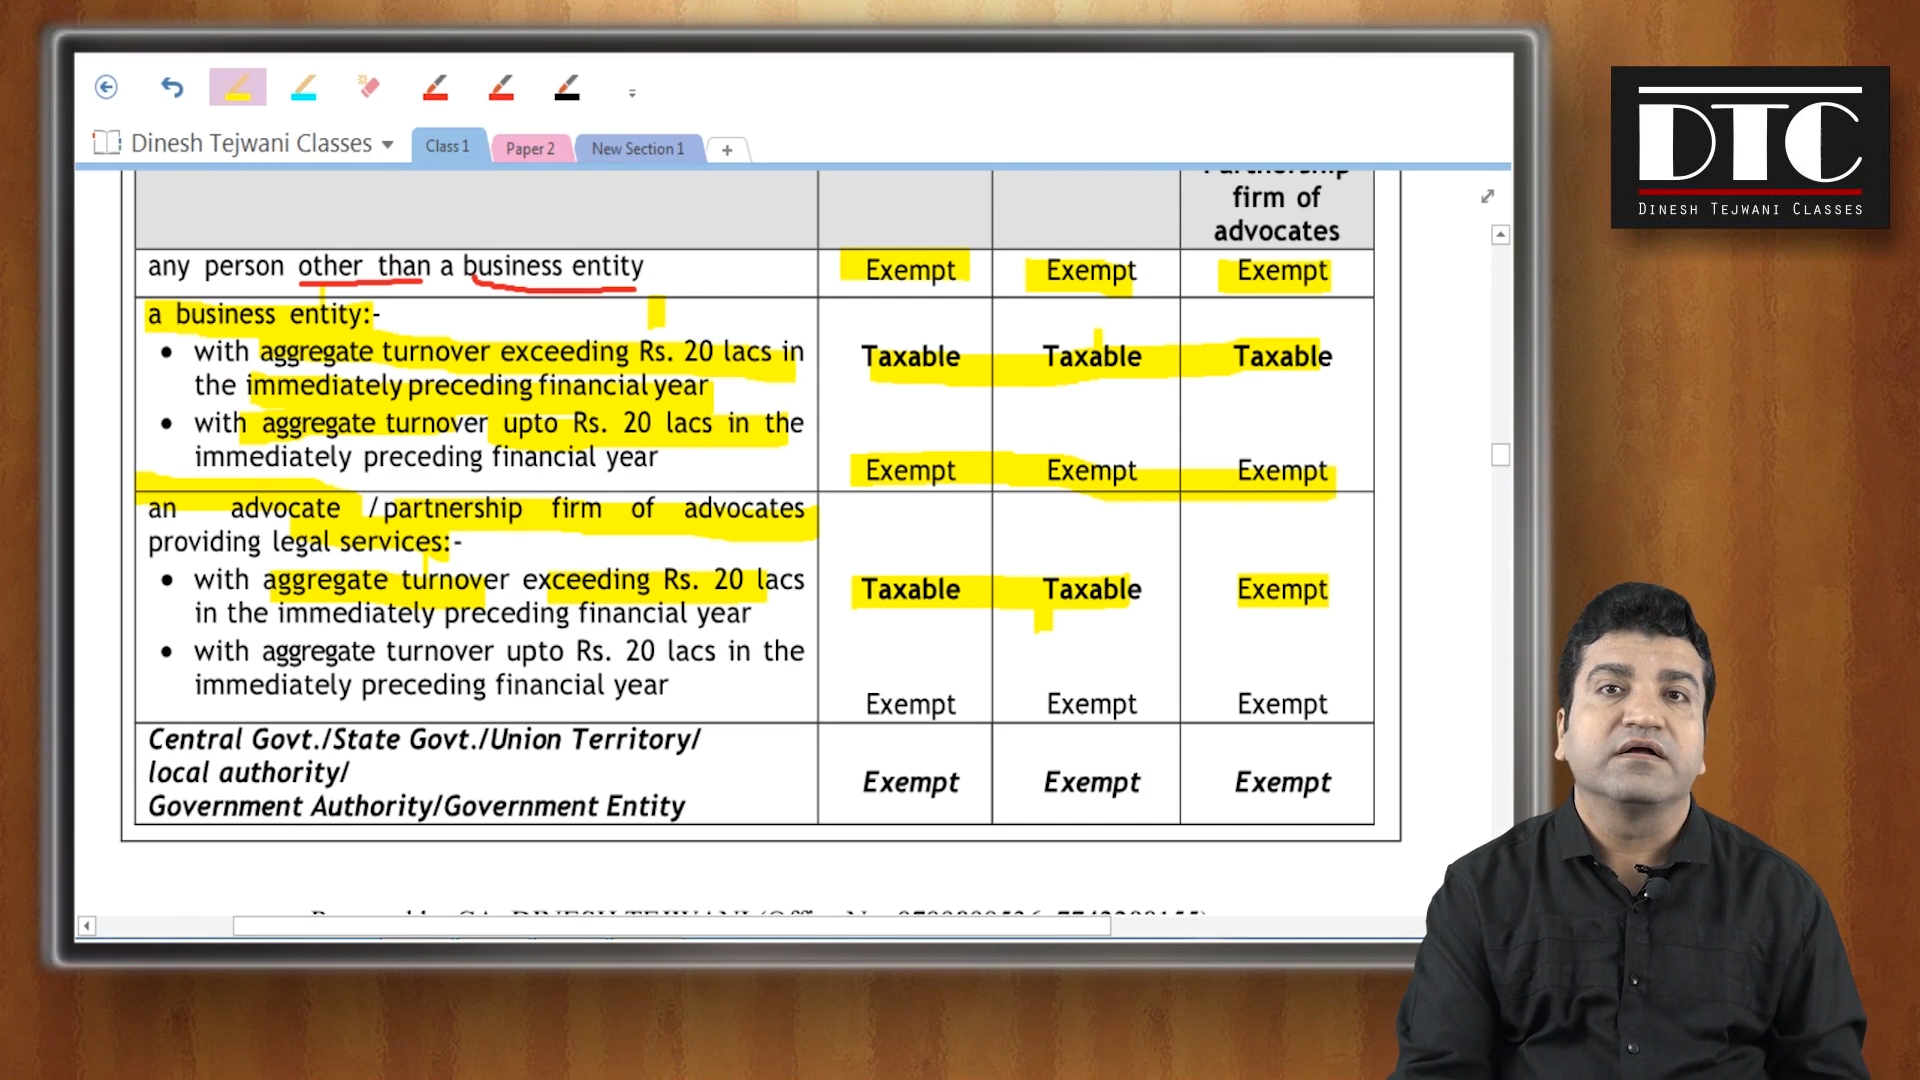 DTC
DINESH TEJWANI CLASSES
Dinesh Tejwani Classes
Class 1
Paper 2
New Section 1
+
Partnership
firm of
advocates
any person other than a business entity
Exempt Exempt Exempt
a business entity:-
• with aggregate turnover exceeding Rs. 20 lacs in
the immediately preceding financial year
Taxable Taxable Taxable
• with aggregate turnover upto Rs. 20 lacs in the
immediately preceding financial year
Exempt Exempt Exempt
an advocate /partnership firm of advocates
providing legal services:-
• with aggregate turnover exceeding Rs. 20 lacs
in the immediately preceding financial year
Taxable Taxable Exempt
• with aggregate turnover upto Rs. 20 lacs in the
immediately preceding financial year
Exempt Exempt Exempt
Central Govt./State Govt./Union Territory/
local authority/
Government Authority/Government Entity
Exempt Exempt Exempt